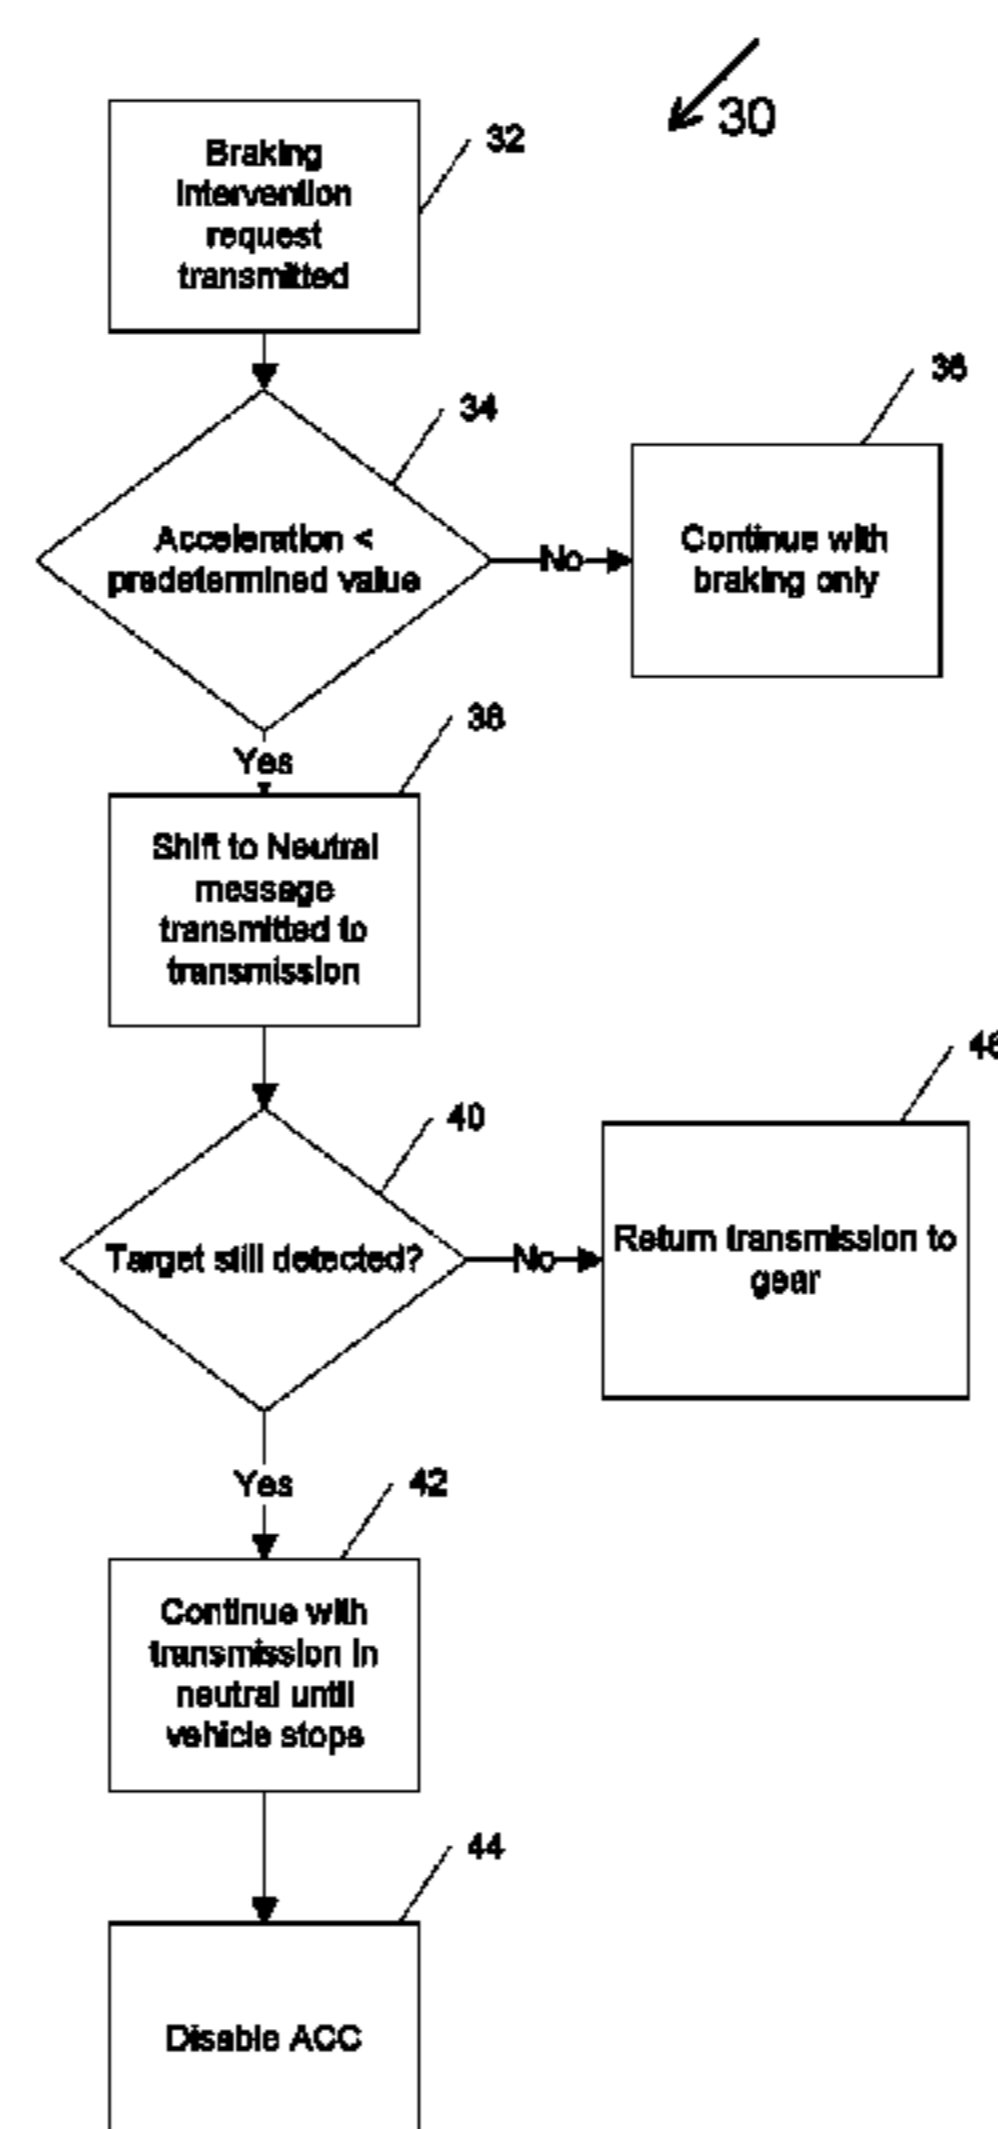 30
32
Braking
intervention
request
transmitted
34
Acceleration <
predetermined value
No
36
Continue with
braking only
Yes
38
Shift to Neutral
message
transmitted to
transmission
40
Target still detected?
No
46
Return transmission to
gear
Yes
42
Continue with
transmission in
neutral until
vehicle stops
44
Disable ACC